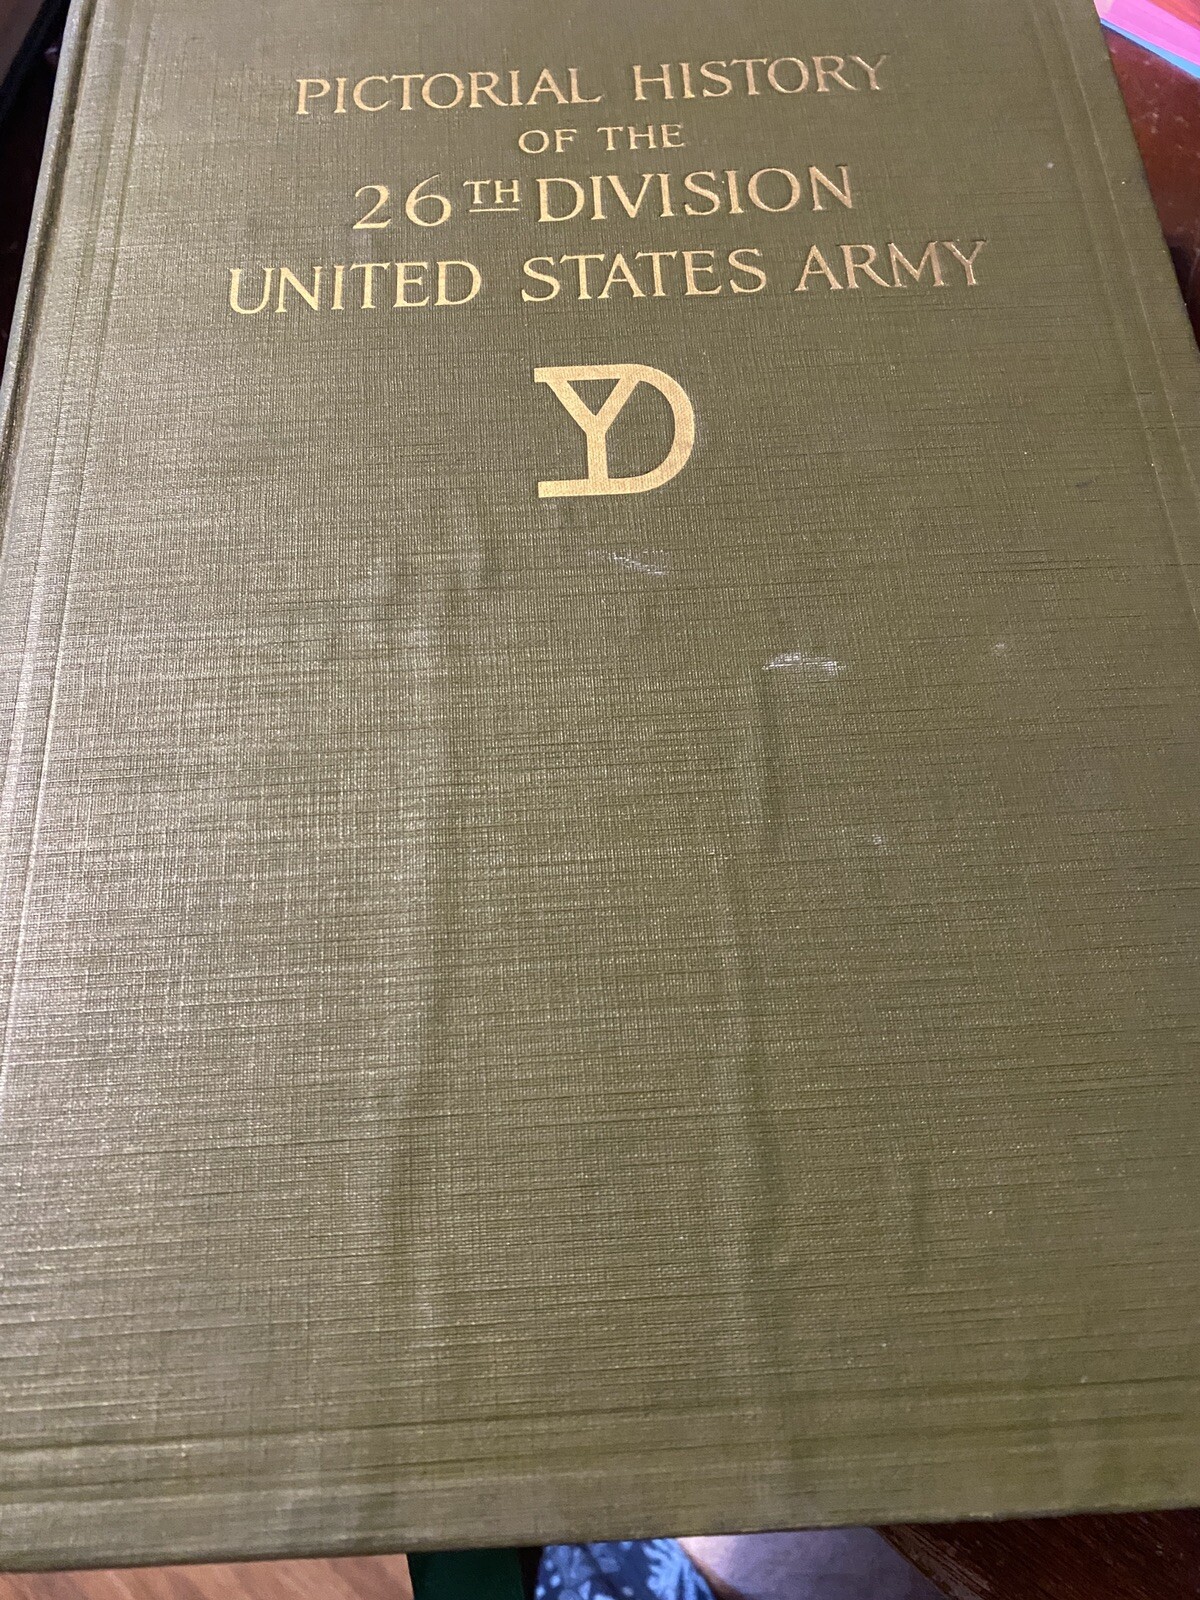 PICTORIAL HISTORY
OF THE
26TH DIVISION
UNITED STATES ARMY
YD